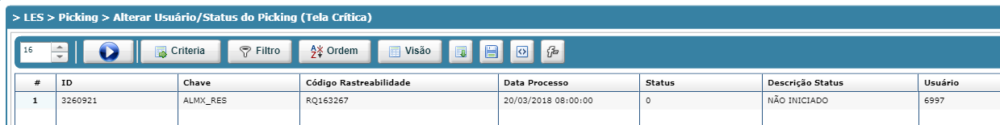 > LES > Picking > Alterar Usuário/Status do Picking (Tela Crítica)
16 Criteria Filtro AZ Ordem Visão
# ID Chave Código Rastreabilidade Data Processo Status Descrição Status Usuário
1 3260921 ALMX_RES RQ163267 20/03/2018 08:00:00 0 NÃO INICIADO 6997